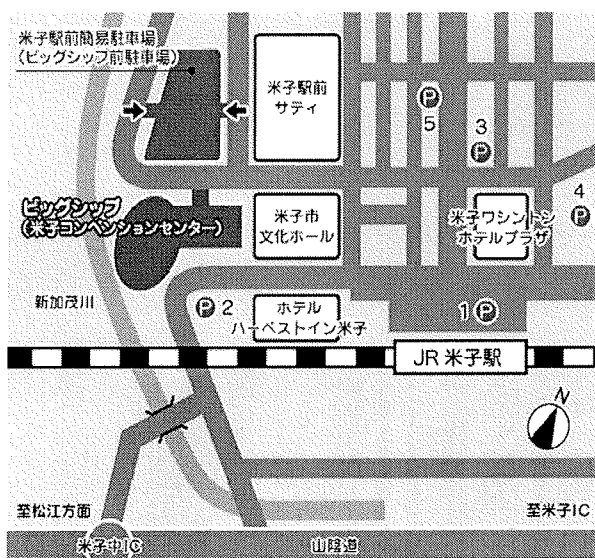 米子駅前簡易駐車場
(ビッグシップ前駐車場)
米子駅前
サティ
P
5
3
P
4
P
ビッグシップ
(米子コンベンションセンター)
米子市
文化ホール
米子ワシントン
ホテルプラザ
新加茂川
P 2
ホテル
ハーベストイン米子
1 P
JR 米子駅
N
至松江方面
至米子IC
米子中IC
山陰道